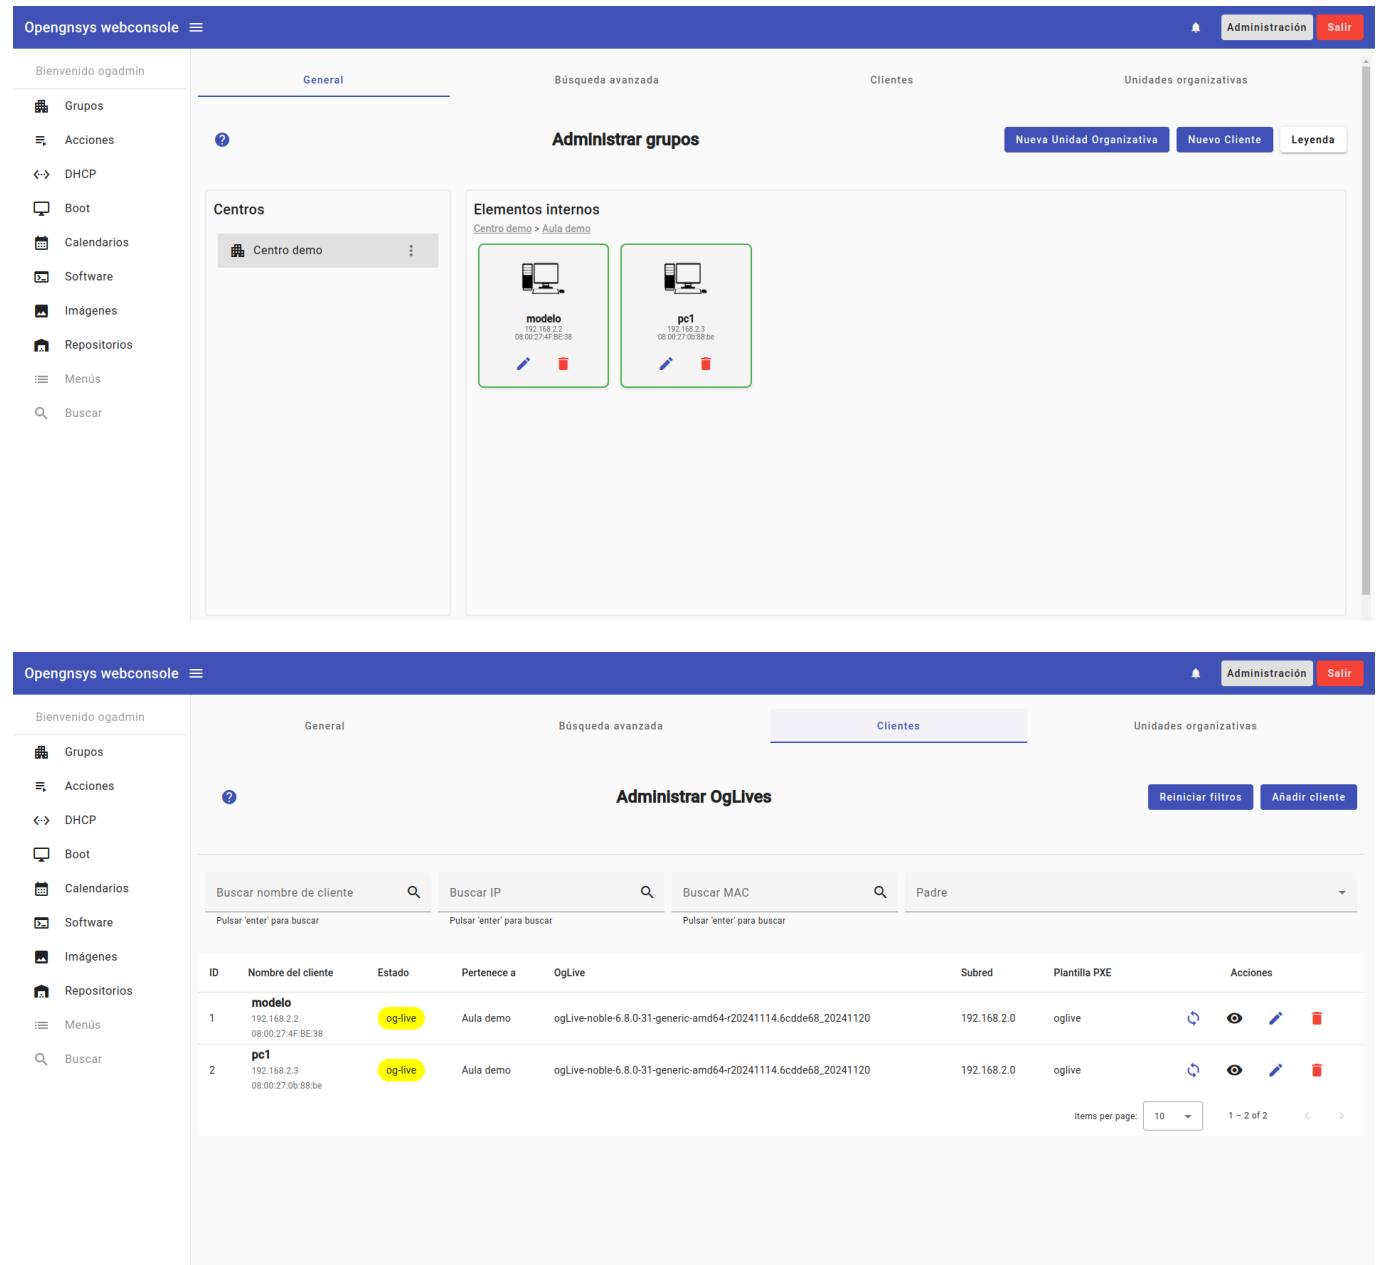 Opengnsys webconsole
Administración
Salir
Bienvenido ogadmin
Grupos
Acciones
DHCP
Boot
Calendarios
Software
Imágenes
Repositorios
Menús
Buscar
General
Búsqueda avanzada
Clientes
Unidades organizativas
Administrar grupos
Nueva Unidad Organizativa
Nuevo Cliente
Leyenda
Centros
Centro demo
Elementos internos
Centro demo > Aula demo
modelo
192.168.2.2
08:00:27:4F:BE:38
pc1
192.168.2.3
08:00:27:0b:88:be
Opengnsys webconsole
Administración
Salir
Bienvenido ogadmin
Grupos
Acciones
DHCP
Boot
Calendarios
Software
Imágenes
Repositorios
Menús
Buscar
General
Búsqueda avanzada
Clientes
Unidades organizativas
Administrar OgLives
Reiniciar filtros
Añadir cliente
Buscar nombre de cliente
Pulsar 'enter' para buscar
Buscar IP
Pulsar 'enter' para buscar
Buscar MAC
Pulsar 'enter' para buscar
Padre
ID Nombre del cliente Estado Pertenece a OgLive Subred Plantilla PXE Acciones
modelo
1 192.168.2.2 og-live Aula demo ogLive-noble-6.8.0-31-generic-amd64-r20241114.6cdde68_20241120 192.168.2.0 oglive
08:00:27:4F:BE:38
pc1
2 192.168.2.3 og-live Aula demo ogLive-noble-6.8.0-31-generic-amd64-r20241114.6cdde68_20241120 192.168.2.0 oglive
08:00:27:0b:88:be
Items per page: 10 1 – 2 of 2